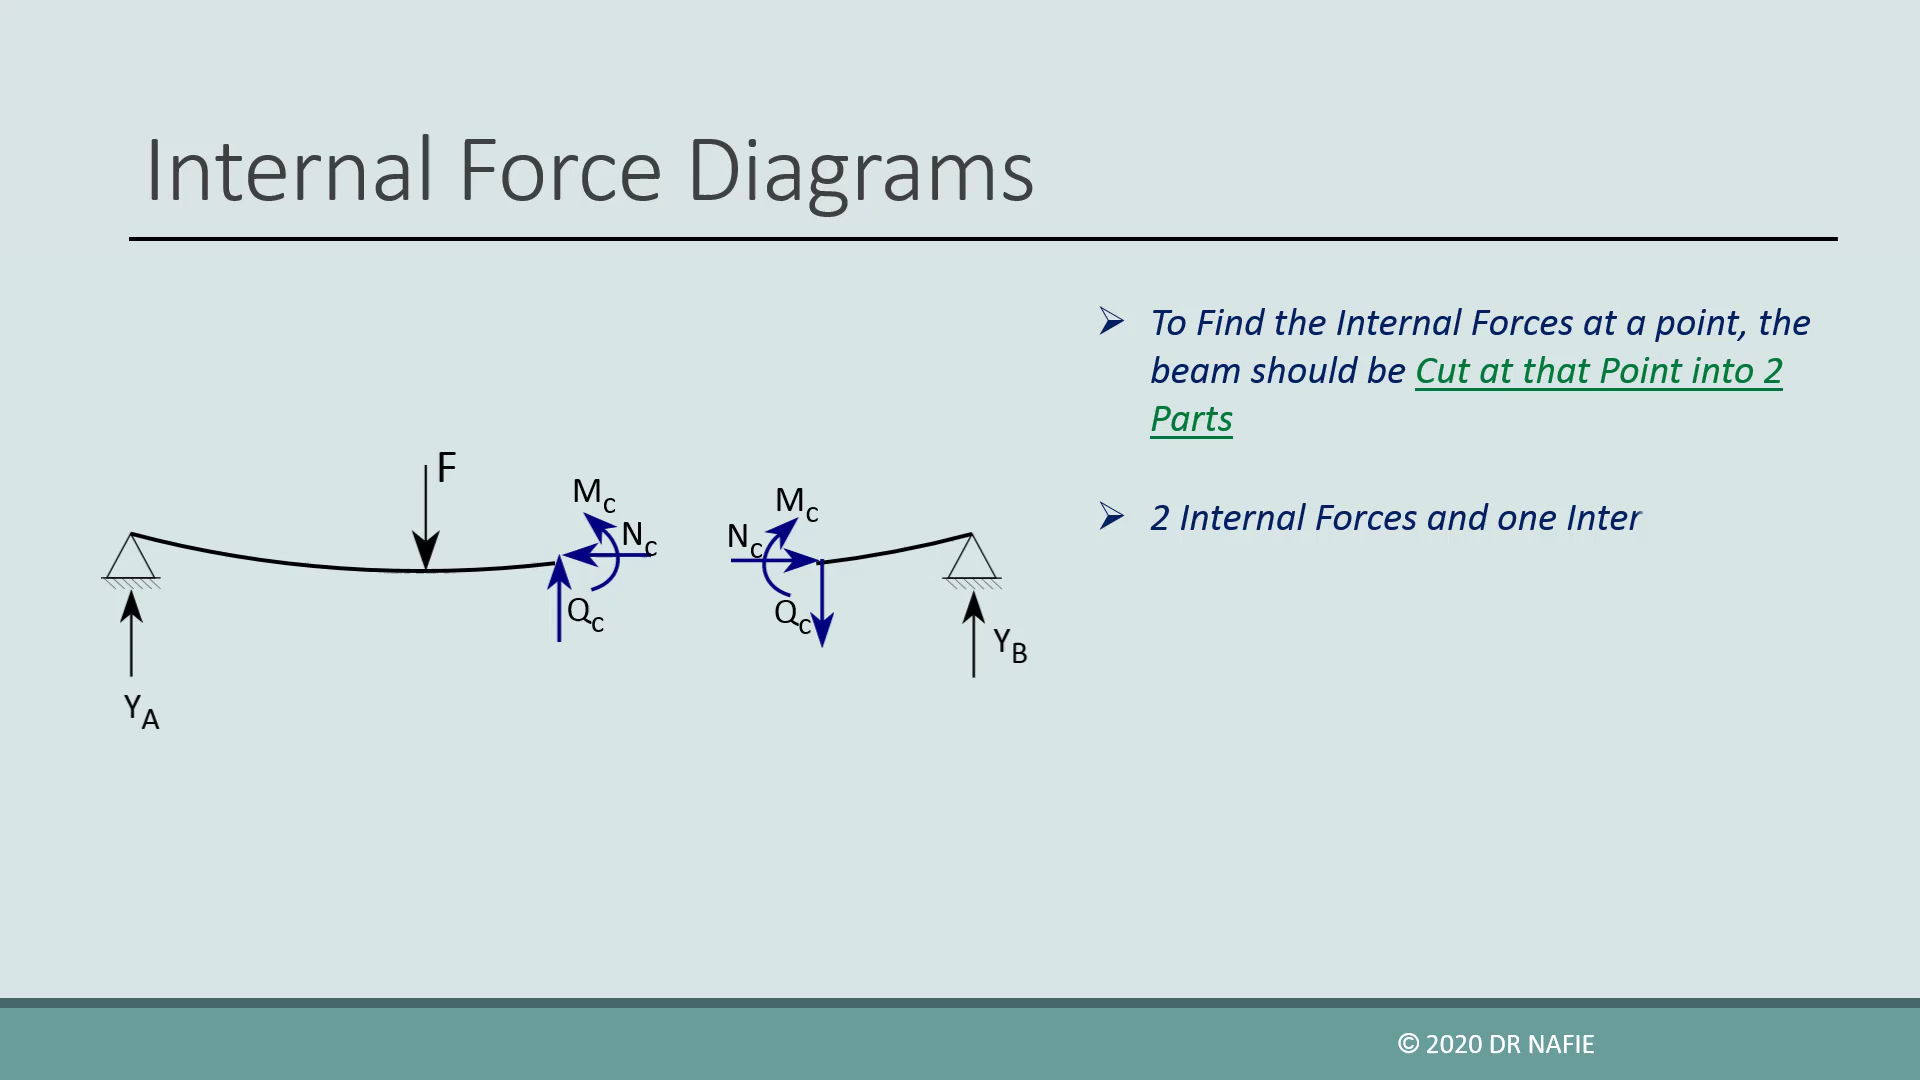 Internal Force Diagrams
To Find the Internal Forces at a point, the
beam should be Cut at that Point into 2
Parts
2 Internal Forces and one Inter
F
Mc
Nc
Qc
Mc
Nc
Qc
YA
YB
© 2020 DR NAFIE